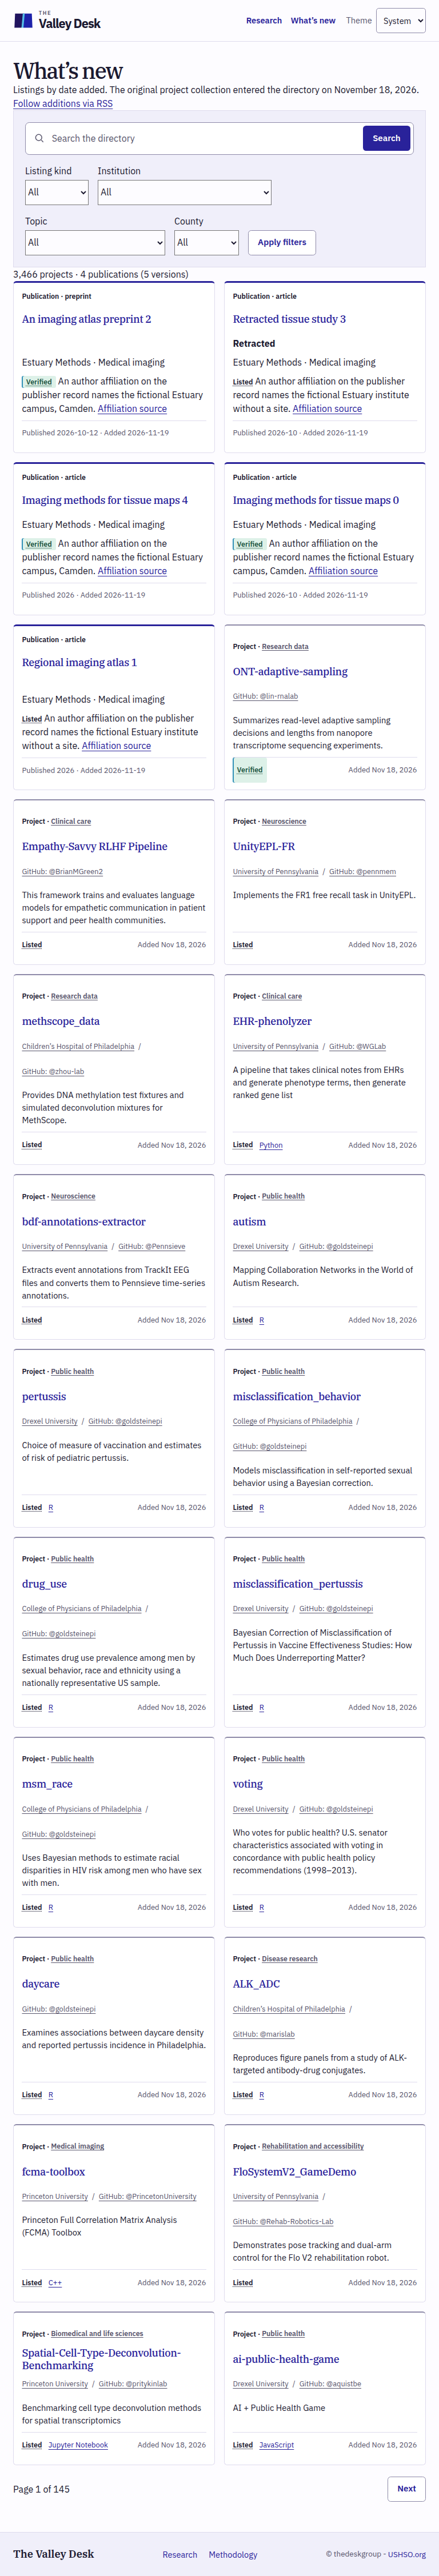 THE
Valley Desk
Research What's new Theme System
What's new
Listings by date added. The original project collection entered the directory on November 18, 2026.
Follow additions via RSS
Search the directory Search
Listing kind Institution
All All
Topic County
All All Apply filters
3,466 projects · 4 publications (5 versions)
Publication · preprint
An imaging atlas preprint 2
Estuary Methods · Medical imaging
Verified An author affiliation on the
publisher record names the fictional Estuary
campus, Camden. Affiliation source
Published 2026-10-12 · Added 2026-11-19
Publication · article
Retracted tissue study 3
Retracted
Estuary Methods · Medical imaging
Listed An author affiliation on the publisher
record names the fictional Estuary institute
without a site. Affiliation source
Published 2026-10 · Added 2026-11-19
Publication · article
Imaging methods for tissue maps 4
Estuary Methods · Medical imaging
Verified An author affiliation on the
publisher record names the fictional Estuary
campus, Camden. Affiliation source
Published 2026 · Added 2026-11-19
Publication · article
Imaging methods for tissue maps 0
Estuary Methods · Medical imaging
Verified An author affiliation on the
publisher record names the fictional Estuary
campus, Camden. Affiliation source
Published 2026-10 · Added 2026-11-19
Publication · article
Regional imaging atlas 1
Estuary Methods · Medical imaging
Listed An author affiliation on the publisher
record names the fictional Estuary institute
without a site. Affiliation source
Published 2026 · Added 2026-11-19
Project · Research data
ONT-adaptive-sampling
GitHub: @lin-malab
Summarizes read-level adaptive sampling
decisions and lengths from nanopore
transcriptome sequencing experiments.
Verified Added Nov 18, 2026
Project · Clinical care
Empathy-Savvy RLHF Pipeline
GitHub: @BrianMGreen2
This framework trains and evaluates language
models for empathetic communication in patient
support and peer health communities.
Listed Added Nov 18, 2026
Project · Neuroscience
UnityEPL-FR
University of Pennsylvania / GitHub: @pennmem
Implements the FR1 free recall task in UnityEPL.
Listed Added Nov 18, 2026
Project · Research data
methscope_data
Children's Hospital of Philadelphia /
GitHub: @zhou-lab
Provides DNA methylation test fixtures and
simulated deconvolution mixtures for
MethScope.
Listed Added Nov 18, 2026
Project · Clinical care
EHR-phenolyzer
University of Pennsylvania / GitHub: @WGLab
A pipeline that takes clinical notes from EHRs
and generate phenotype terms, then generate
ranked gene list
Listed Python Added Nov 18, 2026
Project · Neuroscience
bdf-annotations-extractor
University of Pennsylvania / GitHub: @Pennsieve
Extracts event annotations from TrackIt EEG
files and converts them to Pennsieve time-series
annotations.
Listed Added Nov 18, 2026
Project · Public health
autism
Drexel University / GitHub: @goldsteinepi
Mapping Collaboration Networks in the World of
Autism Research.
Listed R Added Nov 18, 2026
Project · Public health
pertussis
Drexel University / GitHub: @goldsteinepi
Choice of measure of vaccination and estimates
of risk of pediatric pertussis.
Listed R Added Nov 18, 2026
Project · Public health
misclassification_behavior
College of Physicians of Philadelphia /
GitHub: @goldsteinepi
Models misclassification in self-reported sexual
behavior using a Bayesian correction.
Listed R Added Nov 18, 2026
Project · Public health
drug_use
College of Physicians of Philadelphia /
GitHub: @goldsteinepi
Estimates drug use prevalence among men by
sexual behavior, race and ethnicity using a
nationally representative US sample.
Listed R Added Nov 18, 2026
Project · Public health
misclassification_pertussis
Drexel University / GitHub: @goldsteinepi
Bayesian Correction of Misclassification of
Pertussis in Vaccine Effectiveness Studies: How
Much Does Underreporting Matter?
Listed R Added Nov 18, 2026
Project · Public health
msm_race
College of Physicians of Philadelphia /
GitHub: @goldsteinepi
Uses Bayesian methods to estimate racial
disparities in HIV risk among men who have sex
with men.
Listed R Added Nov 18, 2026
Project · Public health
voting
Drexel University / GitHub: @goldsteinepi
Who votes for public health? U.S. senator
characteristics associated with voting in
concordance with public health policy
recommendations (1998–2013).
Listed R Added Nov 18, 2026
Project · Public health
daycare
GitHub: @goldsteinepi
Examines associations between daycare density
and reported pertussis incidence in Philadelphia.
Listed R Added Nov 18, 2026
Project · Disease research
ALK_ADC
Children's Hospital of Philadelphia /
GitHub: @marislab
Reproduces figure panels from a study of ALK-
targeted antibody-drug conjugates.
Listed R Added Nov 18, 2026
Project · Medical imaging
fcma-toolbox
Princeton University / GitHub: @PrincetonUniversity
Princeton Full Correlation Matrix Analysis
(FCMA) Toolbox
Listed C++ Added Nov 18, 2026
Project · Rehabilitation and accessibility
FloSystemV2_GameDemo
University of Pennsylvania /
GitHub: @Rehab-Robotics-Lab
Demonstrates pose tracking and dual-arm
control for the Flo V2 rehabilitation robot.
Listed Added Nov 18, 2026
Project · Biomedical and life sciences
Spatial-Cell-Type-Deconvolution-
Benchmarking
Princeton University / GitHub: @pritykinlab
Benchmarking cell type deconvolution methods
for spatial transcriptomics
Listed Jupyter Notebook Added Nov 18, 2026
Project · Public health
ai-public-health-game
Drexel University / GitHub: @aquistbe
AI + Public Health Game
Listed JavaScript Added Nov 18, 2026
Page 1 of 145 Next
The Valley Desk Research Methodology © thedeskgroup - USHSO.org